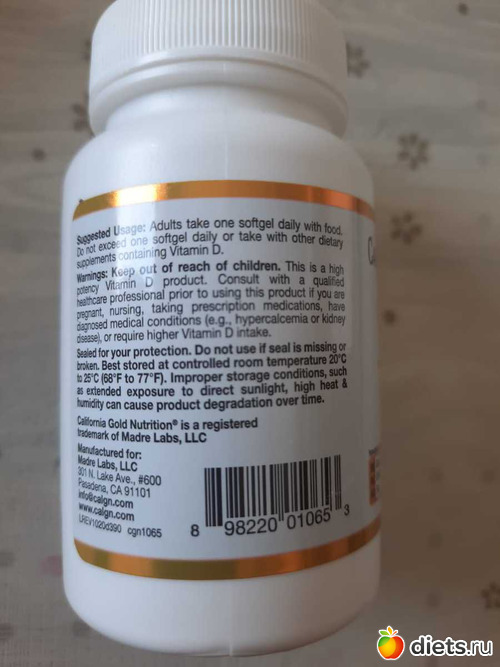 Suggested Usage: Adults take one softgel daily with food.
Do not exceed one softgel daily or take with other dietary
supplements containing Vitamin D.
Warnings: Keep out of reach of children. This is a high
potency Vitamin D product. Consult with a qualified
healthcare professional prior to using this product if you are
pregnant, nursing, taking prescription medications, have
diagnosed medical conditions (e.g., hypercalcemia or kidney
disease), or require higher Vitamin D intake.
Sealed for your protection. Do not use if seal is missing or
broken. Best stored at controlled room temperature 20°C
to 25°C (68°F to 77°F). Improper storage conditions, such
as extended exposure to direct sunlight, high heat &
humidity can cause product degradation over time.
California Gold Nutrition® is a registered
trademark of Madre Labs, LLC
Manufactured for:
Madre Labs, LLC
301 N. Lake Ave., #600
Pasadena, CA 91101
info@calgn.com
www.calgn.com
LREV1020d390 cgn1065
8 98220 01065 3
diets.ru